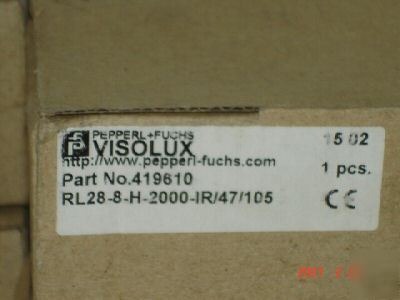 PEPPERL+FUCHS
VISOLUX
15 02
http://www.pepperl-fuchs.com
1 pcs.
Part No.419610
RL28-8-H-2000-IR/47/105
CE